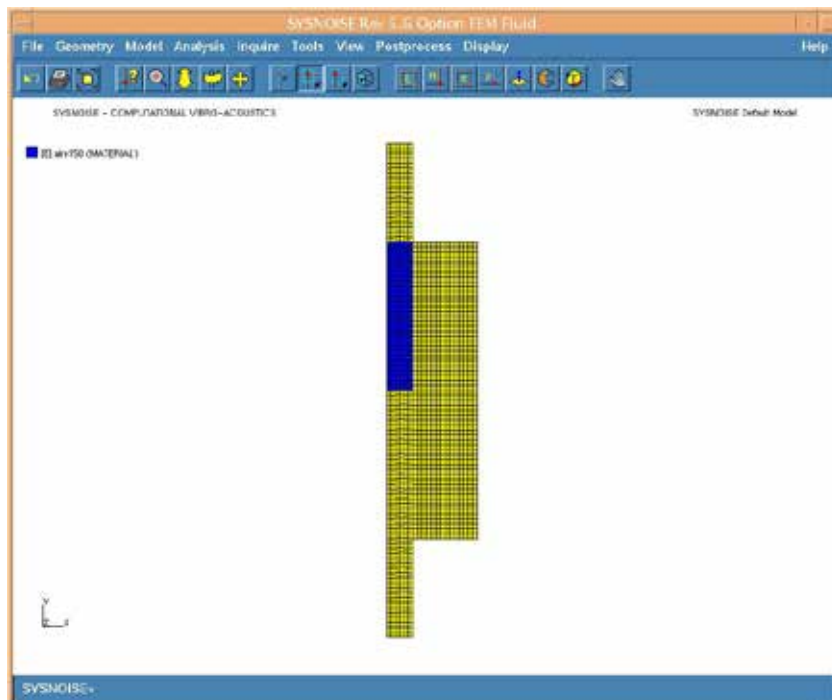 SYSNOISE Rev 5.6 Option FEM Fluid
File Geometry Model Analysis Inquire Tools View Postprocess Display Help
SYSNOISE - COMPUTATIONAL VIBRO-ACOUSTICS SYSNOISE Default Model
(MATERIAL)
Y
X
SYSNOISE>